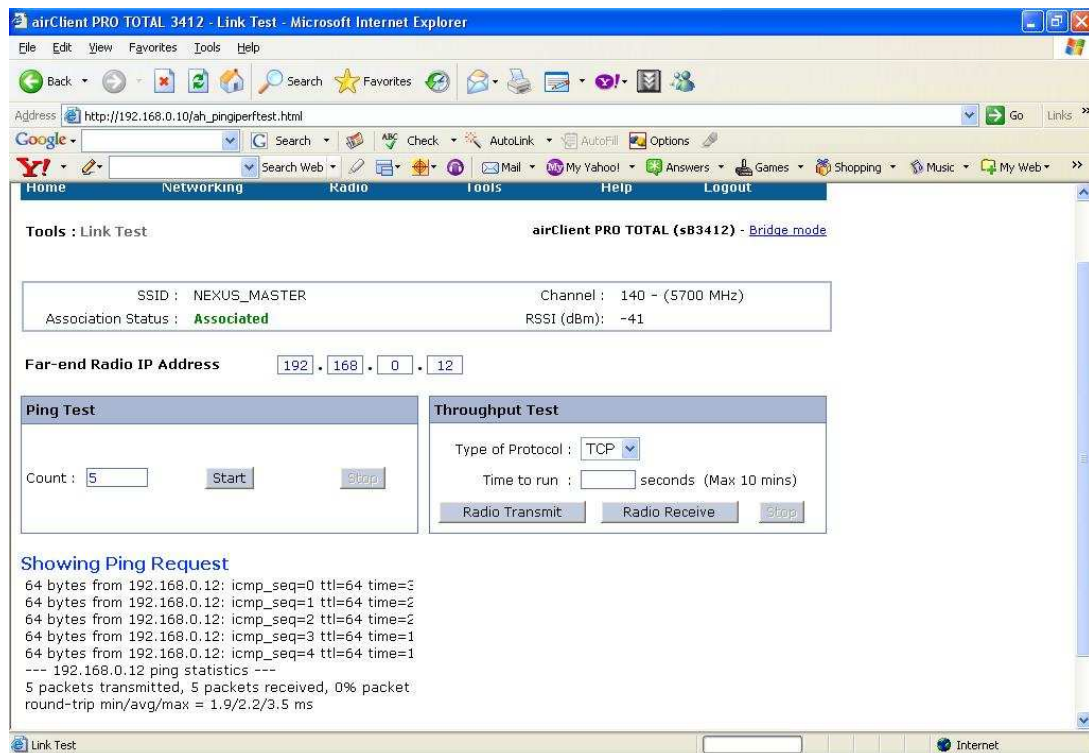 airClient PRO TOTAL 3412 - Link Test - Microsoft Internet Explorer
File Edit View Favorites Tools Help
Back Search Favorites
Address http://192.168.0.10/ah_pingiperftest.html Go Links »
Google Search ABC Check AutoLink AutoFill Options
Y! Search Web Mail My Yahoo! Answers Games Shopping Music My Web »
Home Networking Radio Tools Help Logout
Tools : Link Test airClient PRO TOTAL (sB3412) - Bridge mode
SSID : NEXUS_MASTER Channel : 140 - (5700 MHz)
Association Status : Associated RSSI (dBm): -41
Far-end Radio IP Address 192 . 168 . 0 . 12
Ping Test Throughput Test
Type of Protocol : TCP
Count : 5 Start Stop Time to run : seconds (Max 10 mins)
Radio Transmit Radio Receive Stop
Showing Ping Request
64 bytes from 192.168.0.12: icmp_seq=0 ttl=64 time=3
64 bytes from 192.168.0.12: icmp_seq=1 ttl=64 time=2
64 bytes from 192.168.0.12: icmp_seq=2 ttl=64 time=2
64 bytes from 192.168.0.12: icmp_seq=3 ttl=64 time=1
64 bytes from 192.168.0.12: icmp_seq=4 ttl=64 time=1
--- 192.168.0.12 ping statistics ---
5 packets transmitted, 5 packets received, 0% packet
round-trip min/avg/max = 1.9/2.2/3.5 ms
Link Test Internet